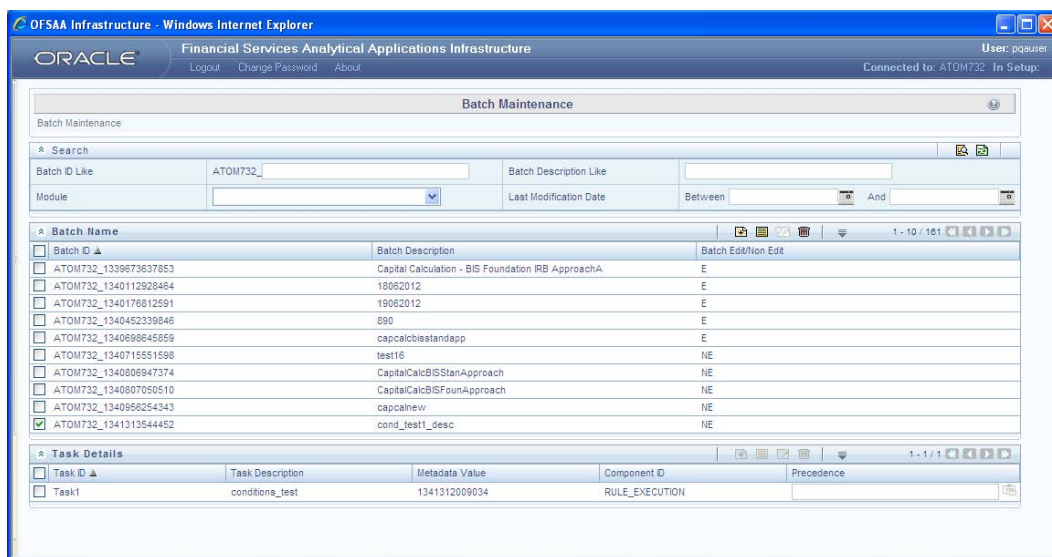 OFSAA Infrastructure - Windows Internet Explorer
ORACLE
Financial Services Analytical Applications Infrastructure
User: pqauser
Logout Change Password About
Connected to: ATOM732 In Setup:
Batch Maintenance
Batch Maintenance
Search
Batch ID Like ATOM732_ Batch Description Like
Module Last Modification Date Between And
Batch Name 1 - 10 / 161
Batch ID Batch Description Batch Edit/Non Edit
ATOM732_1339673637853 Capital Calculation - BIS Foundation IRB ApproachA E
ATOM732_1340112928464 18062012 E
ATOM732_1340176812591 19062012 E
ATOM732_1340452339846 890 E
ATOM732_1340698645859 capcalcbisstandapp E
ATOM732_1340715551598 test16 NE
ATOM732_1340806947374 CapitalCalcBISStanApproach NE
ATOM732_1340807050510 CapitalCalcBISFounApproach NE
ATOM732_1340956254343 capcalnew NE
ATOM732_1341313544452 cond_test1_desc NE
Task Details 1 - 1 / 1
Task ID Task Description Metadata Value Component ID Precedence
Task1 conditions_test 1341312009034 RULE_EXECUTION